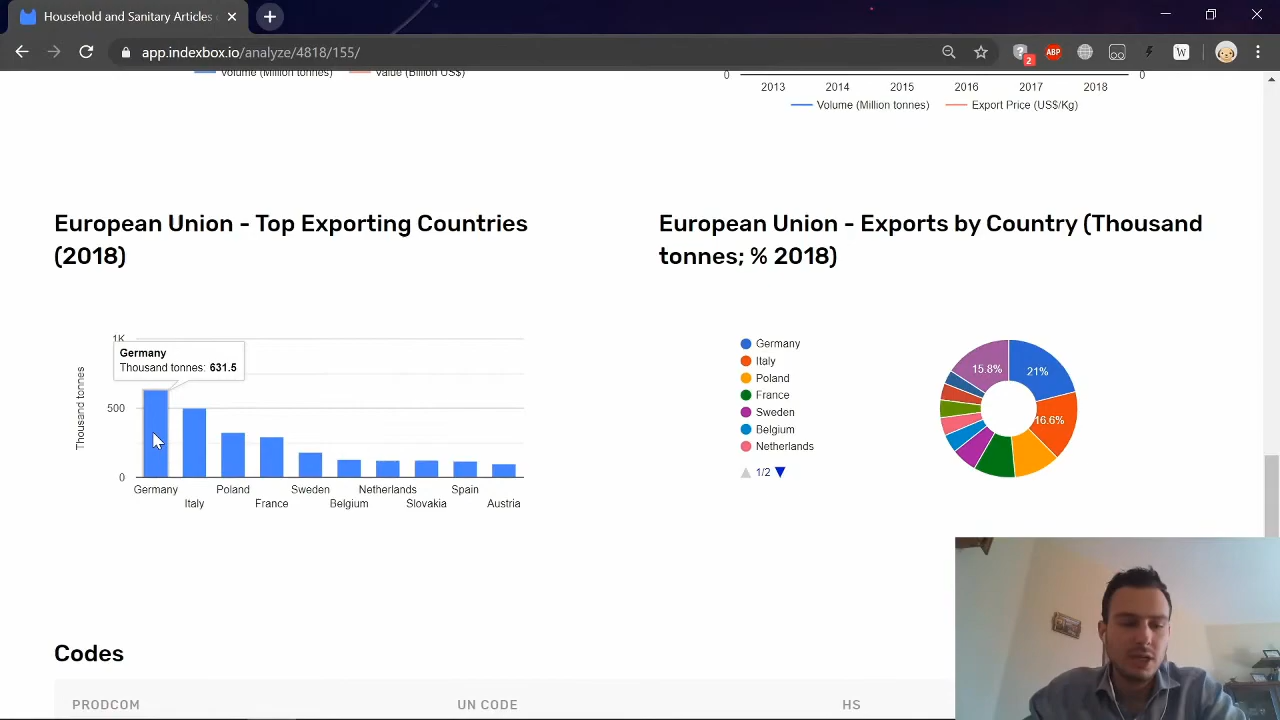 Household and Sanitary Articles
app.indexbox.io/analyze/4818/155/
2
ABP
W
Volume (Million tonnes) Value (Billion US$)
0 0
2013 2014 2015 2016 2017 2018
Volume (Million tonnes) Export Price (US$/Kg)
European Union - Top Exporting Countries
(2018)
1K
Germany
Thousand tonnes: 631.5
Thousand tonnes
500
0
Germany Poland Sweden Netherlands Spain
Italy France Belgium Slovakia Austria
European Union - Exports by Country (Thousand
tonnes; % 2018)
Germany
Italy
Poland
France
Sweden
Belgium
Netherlands
1/2
15.8%
21%
16.6%
Codes
PRODCOM UN CODE HS